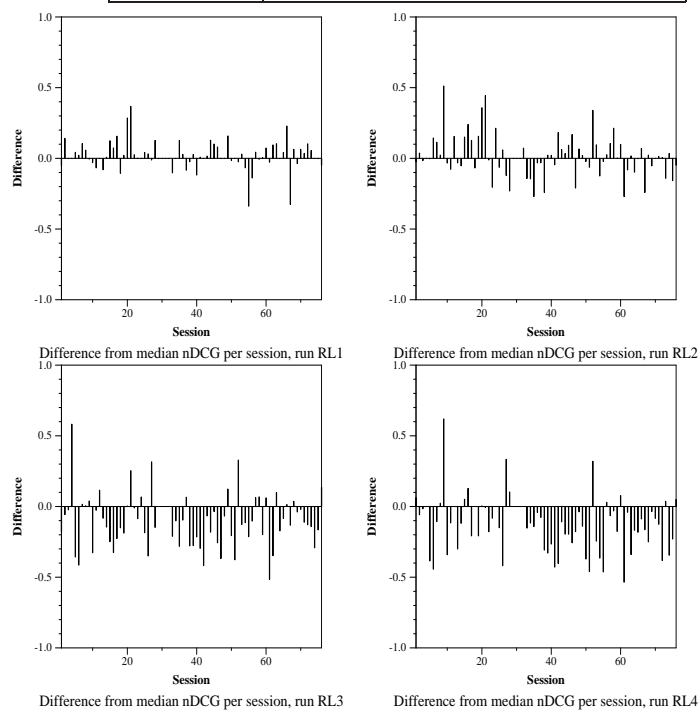 1.0
0.5
0.0
-0.5
-1.0
Difference
20
40
60
Session
Difference from median nDCG per session, run RL1
1.0
0.5
0.0
-0.5
-1.0
Difference
20
40
60
Session
Difference from median nDCG per session, run RL2
1.0
0.5
0.0
-0.5
-1.0
Difference
20
40
60
Session
Difference from median nDCG per session, run RL3
1.0
0.5
0.0
-0.5
-1.0
Difference
20
40
60
Session
Difference from median nDCG per session, run RL4